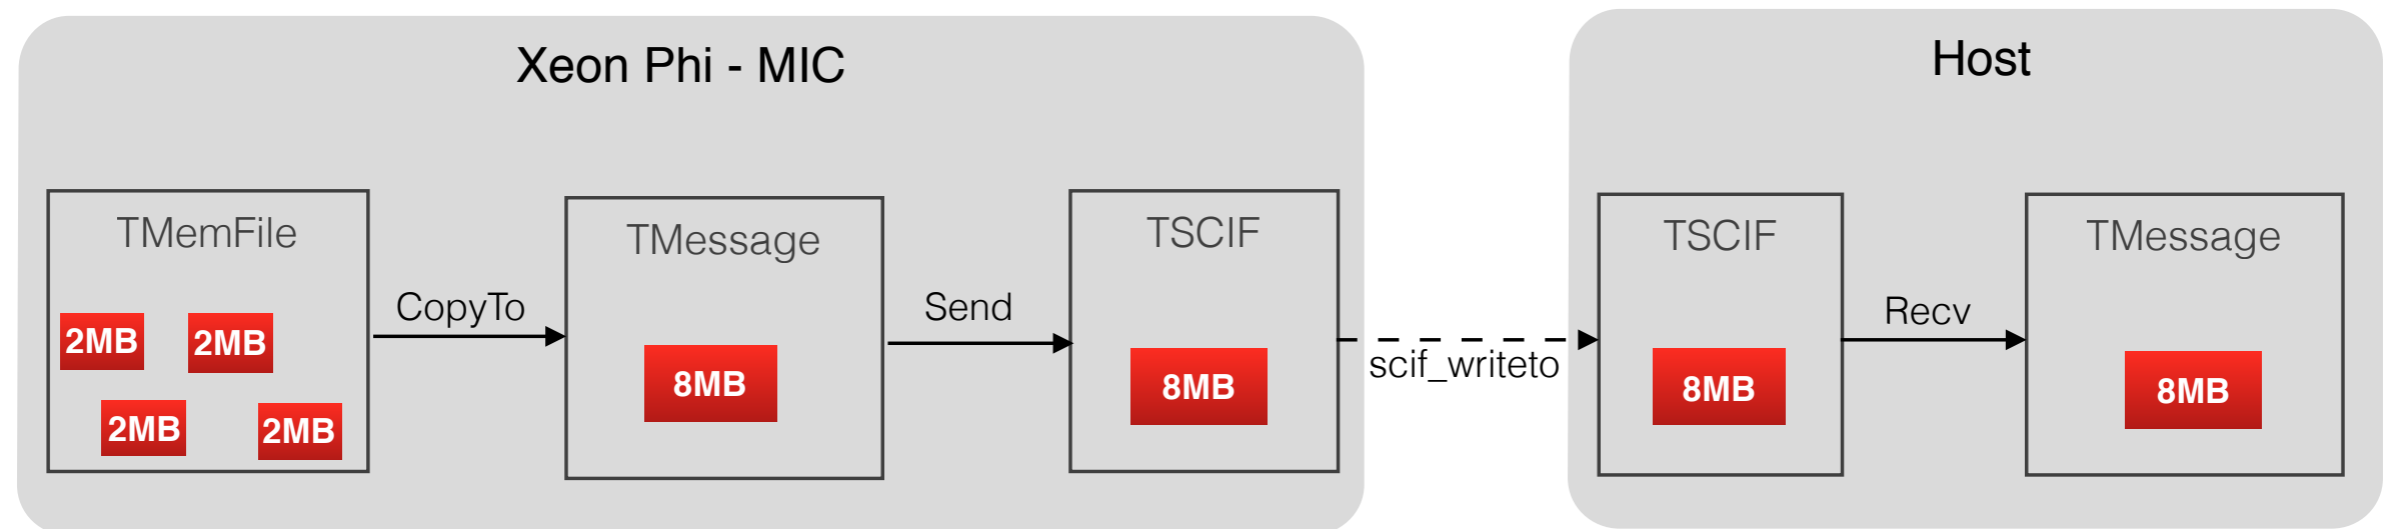 Xeon Phi - MIC
TMemFile
2MB
2MB
2MB
2MB
CopyTo
TMessage
8MB
Send
TSCIF
8MB
scif_writeto
Host
TSCIF
8MB
Recv
TMessage
8MB